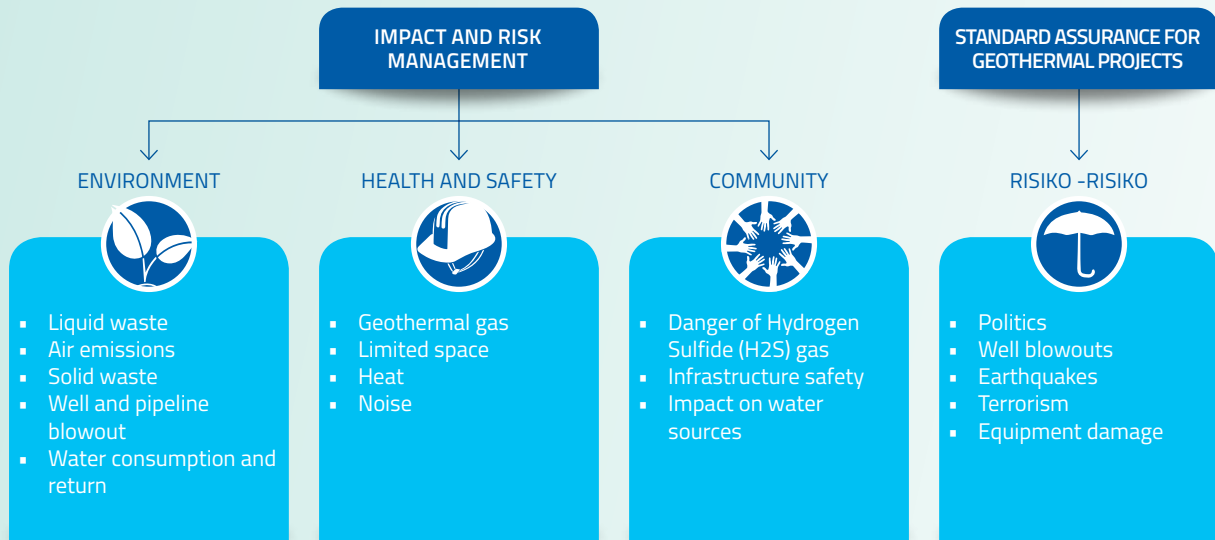 IMPACT AND RISK
MANAGEMENT
STANDARD ASSURANCE FOR
GEOTHERMAL PROJECTS
ENVIRONMENT
▪ Liquid waste
▪ Air emissions
▪ Solid waste
▪ Well and pipeline
blowout
▪ Water consumption and
return
HEALTH AND SAFETY
▪ Geothermal gas
▪ Limited space
▪ Heat
▪ Noise
COMMUNITY
▪ Danger of Hydrogen
Sulfide (H2S) gas
▪ Infrastructure safety
▪ Impact on water
sources
RISIKO -RISIKO
▪ Politics
▪ Well blowouts
▪ Earthquakes
▪ Terrorism
▪ Equipment damage